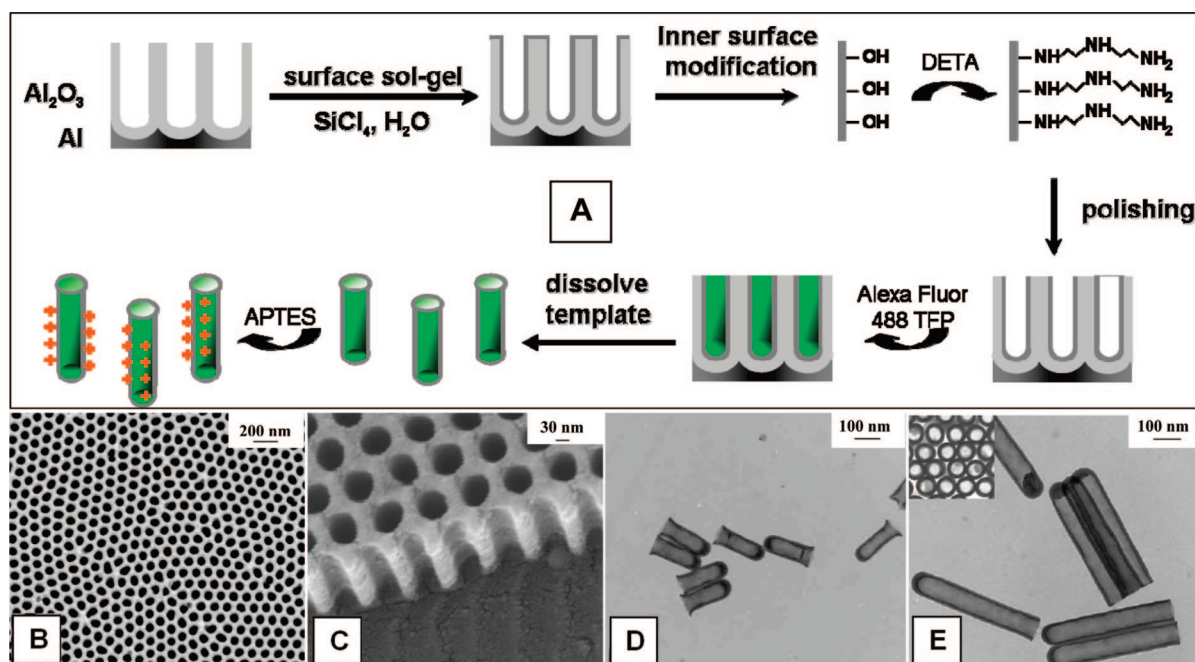 Al₂O₃
Al
surface sol-gel
SiCl₄, H₂O
Inner surface
modification
OH
OH
OH
DETA
NH
NH
NH₂
NH
NH
NH₂
NH
NH
NH₂
A
polishing
Alexa Fluor
488 TFP
dissolve
template
APTES
200 nm
B
30 nm
C
100 nm
D
100 nm
E